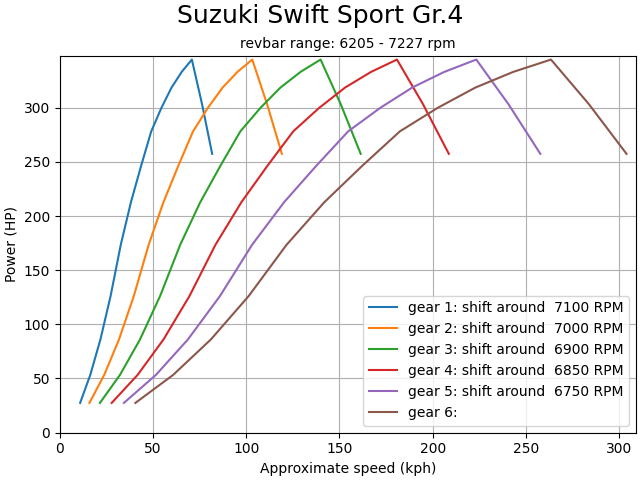 Suzuki Swift Sport Gr.4
revbar range: 6205 - 7227 rpm
Power (HP)
300
250
200
150
100
50
0
gear 1: shift around  7100 RPM
gear 2: shift around  7000 RPM
gear 3: shift around  6900 RPM
gear 4: shift around  6850 RPM
gear 5: shift around  6750 RPM
gear 6:
0 50 100 150 200 250 300
Approximate speed (kph)